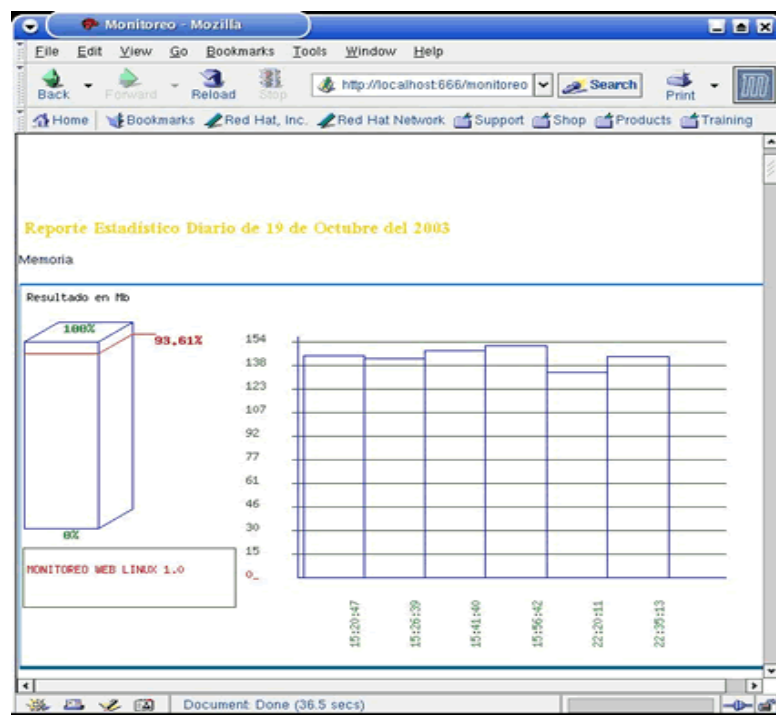 Monitoreo - Mozilla
File Edit View Go Bookmarks Tools Window Help
Back Forward Reload Stop http://localhost:666/monitoreo Search Print
Home Bookmarks Red Hat, Inc. Red Hat Network Support Shop Products Training
Reporte Estadístico Diario de 19 de Octubre del 2003
Memoria
Resultado en Mb
100%
93.61%
0%
MONITOREO WEB LINUX 1.0
154
138
123
107
92
77
61
46
30
15
0_
15:20:47
15:26:39
15:41:40
15:56:42
22:20:11
22:35:13
Document: Done (36.5 secs)